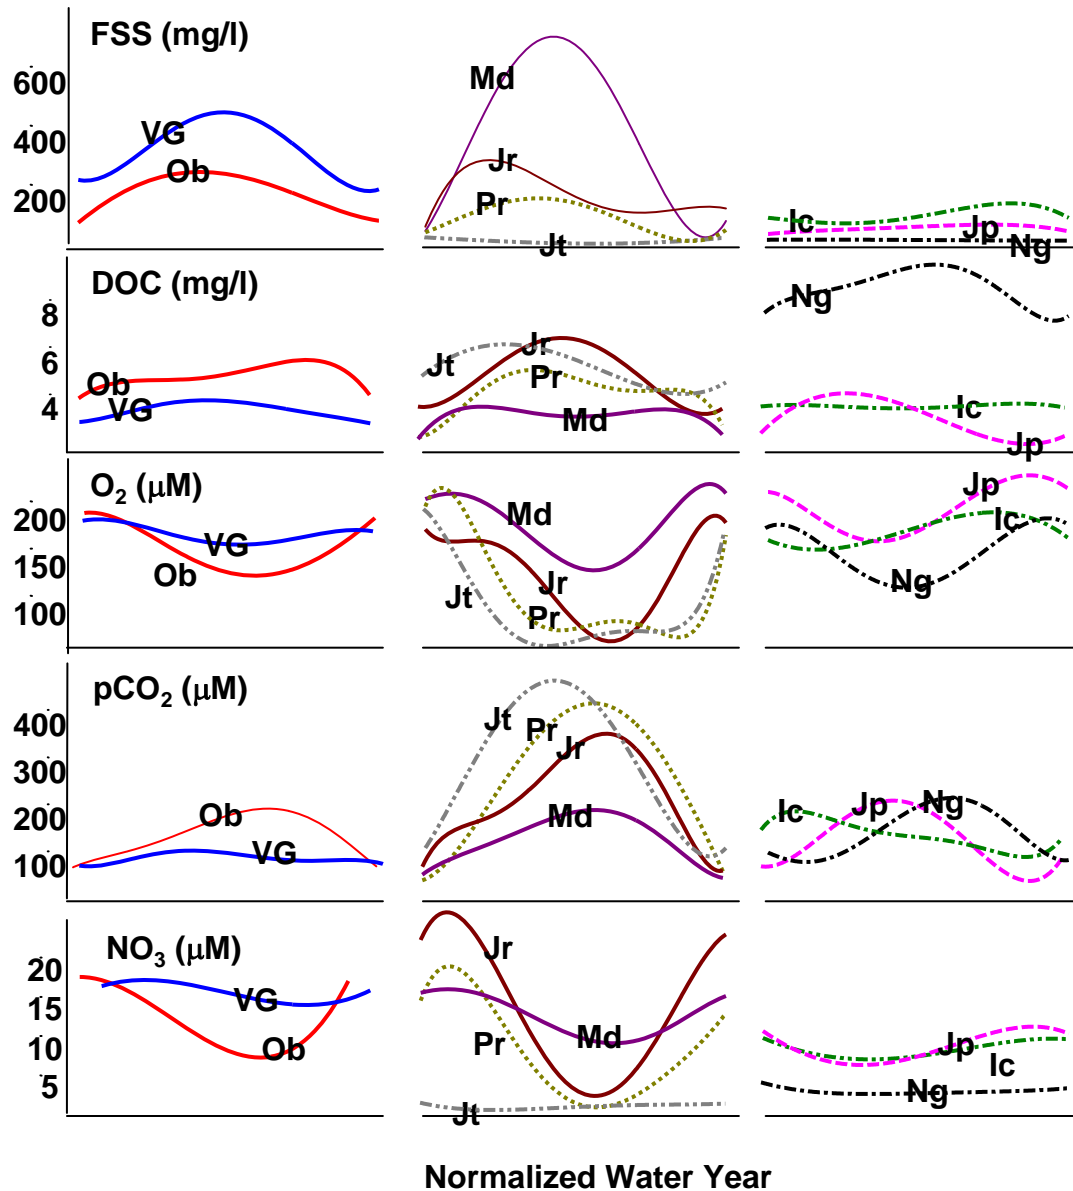 FSS (mg/l)
600
400
200
VG
Ob
Md
Jr
Pr
Jt
Ic
Jp
Ng
DOC (mg/l)
8
6
4
Ob
VG
Jt
Jr
Pr
Md
Ng
Ic
Jp
O2 (μM)
200
150
100
VG
Ob
Md
Jt
Jr
Pr
Jp
Ic
Ng
pCO2 (μM)
400
300
200
100
Ob
VG
Jt
Pr
Jr
Md
Ic
Jp
Ng
NO3 (μM)
20
15
10
5
VG
Ob
Jr
Pr
Md
Jt
Jp
Ic
Ng
Normalized Water Year